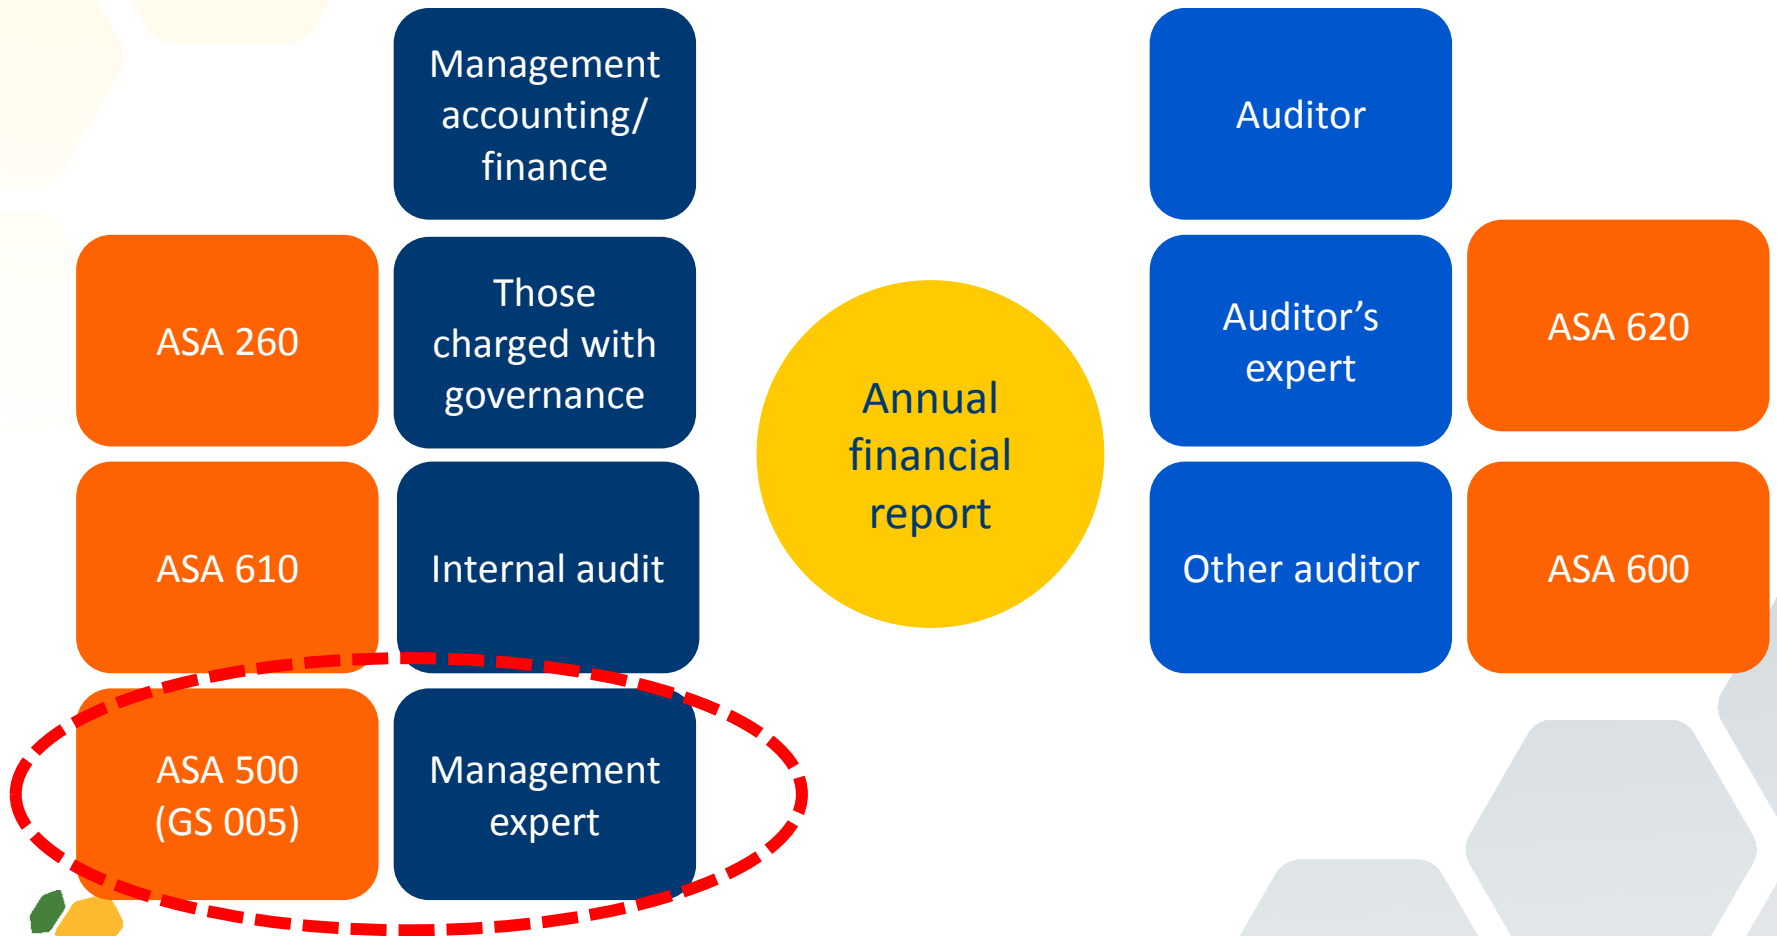 Management
accounting/
finance
Auditor
ASA 260
Those
charged with
governance
Auditor’s
expert
ASA 620
Annual
financial
report
ASA 610
Internal audit
Other auditor
ASA 600
ASA 500
(GS 005)
Management
expert